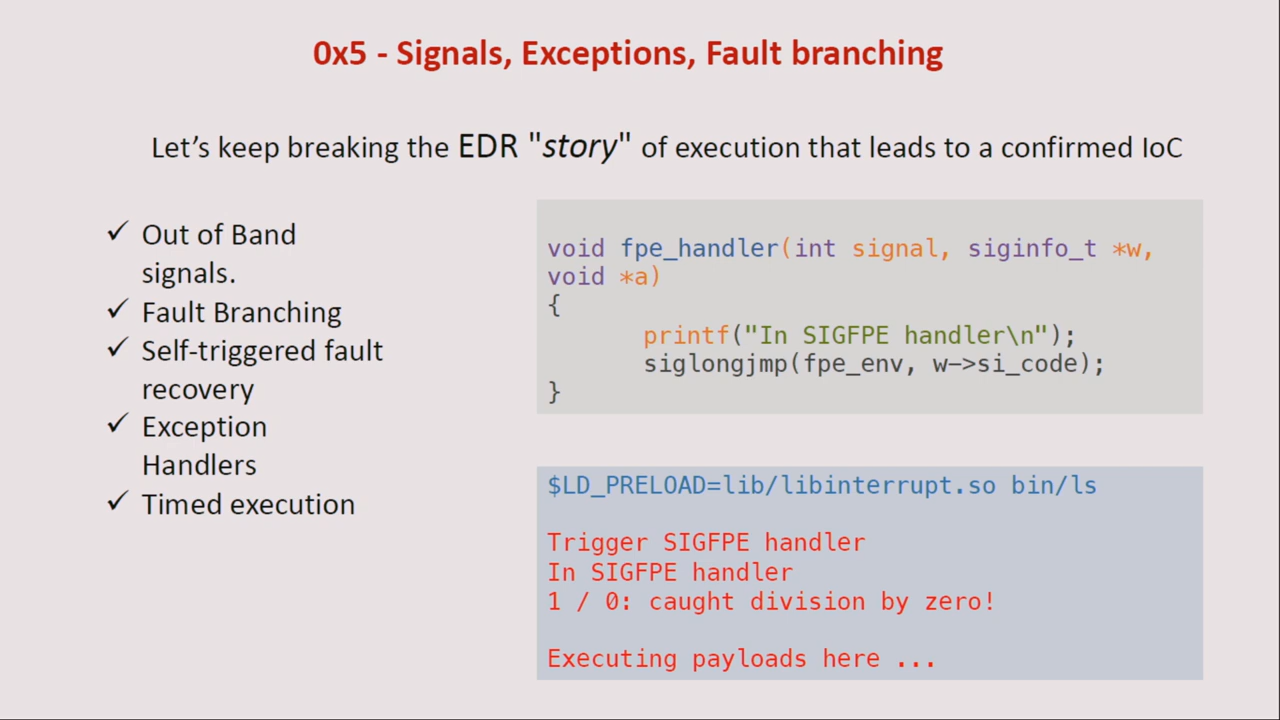 0x5 - Signals, Exceptions, Fault branching
Let’s keep breaking the EDR "story" of execution that leads to a confirmed IoC
✓ Out of Band
signals.
✓ Fault Branching
✓ Self-triggered fault
recovery
✓ Exception
Handlers
✓ Timed execution
void fpe_handler(int signal, siginfo_t *w,
void *a)
{
printf("In SIGFPE handler\n");
siglongjmp(fpe_env, w->si_code);
}
$LD_PRELOAD=lib/libinterrupt.so bin/ls
Trigger SIGFPE handler
In SIGFPE handler
1 / 0: caught division by zero!
Executing payloads here ...